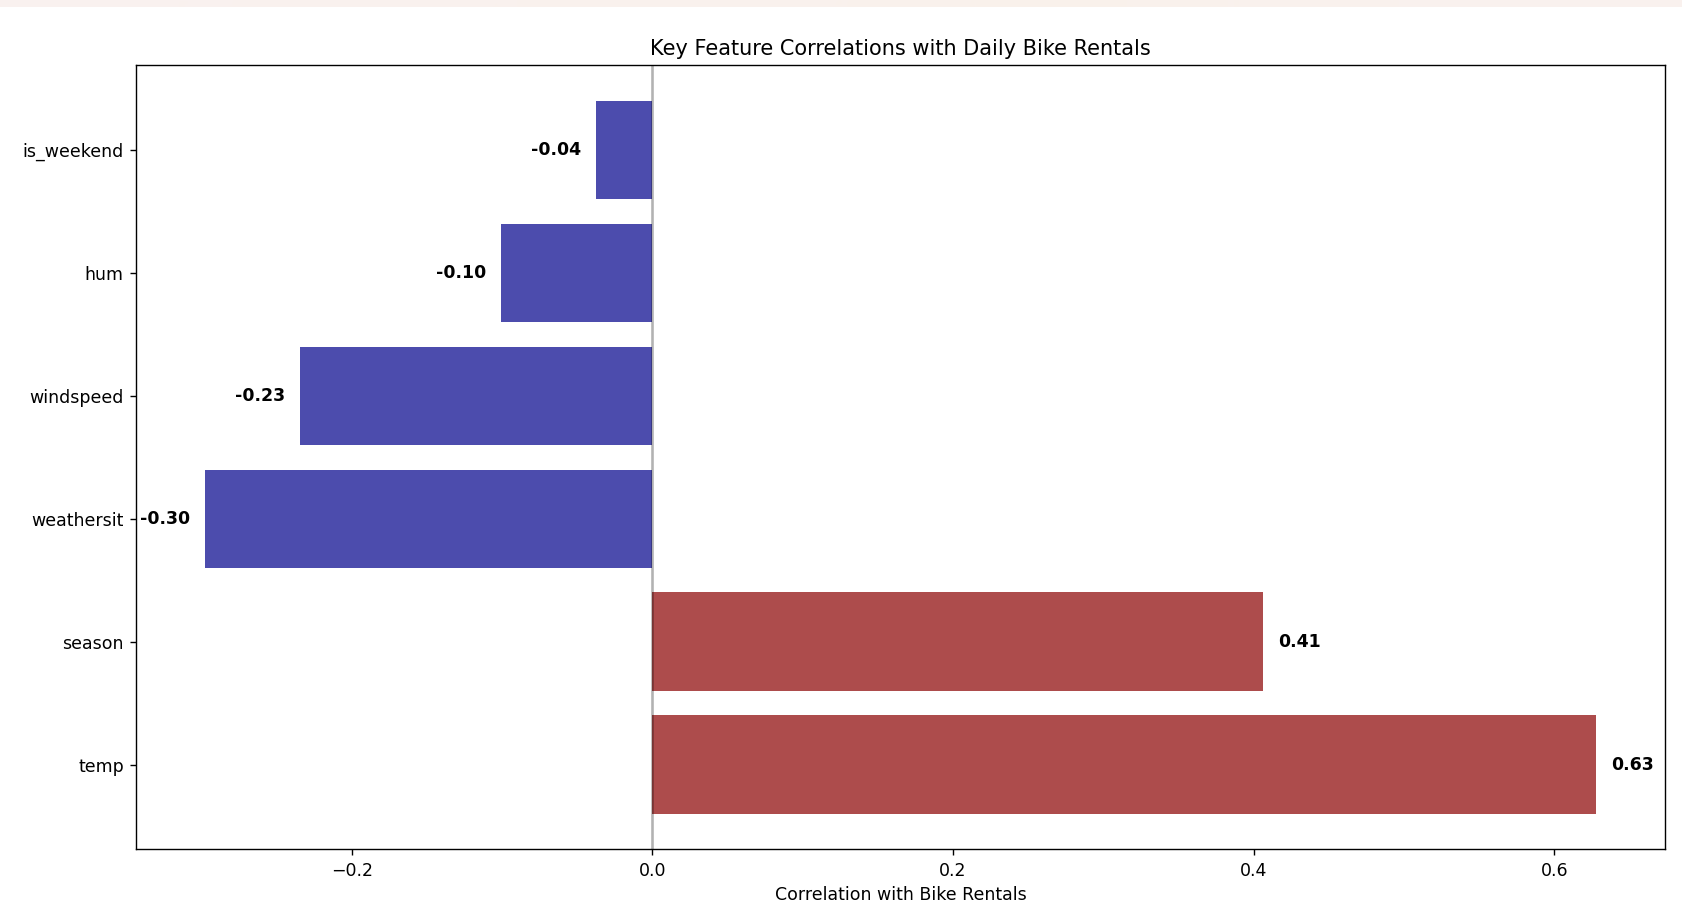 Key Feature Correlations with Daily Bike Rentals
is_weekend
-0.04
hum
-0.10
windspeed
-0.23
weathersit
-0.30
season
0.41
temp
0.63
−0.2
0.0
0.2
0.4
0.6
Correlation with Bike Rentals